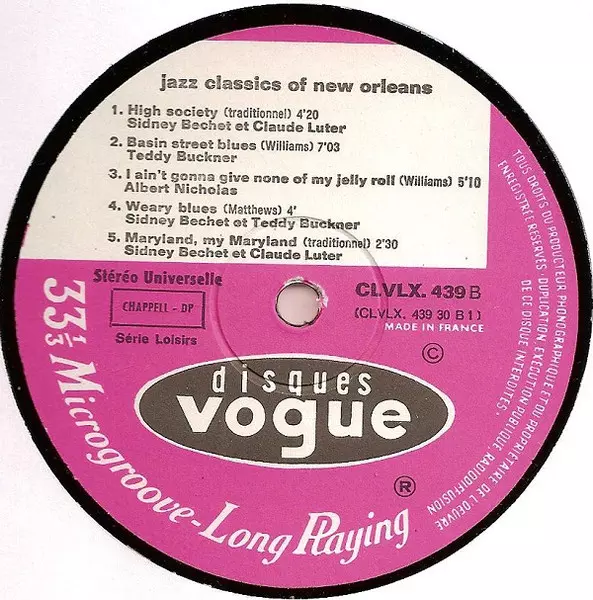 jazz classics of new orleans
1. High society (traditionnel) 4'20
Sidney Bechet et Claude Luter
2. Basin street blues (Williams) 7'03
Teddy Buckner
3. I ain't gonna give none of my jelly roll (Williams) 5'10
Albert Nicholas
4. Weary blues (Matthews) 4'
Sidney Bechet et Teddy Buckner
5. Maryland, my Maryland (traditionnel) 2'30
Sidney Bechet et Claude Luter
Stéréo Universelle
CHAPPELL - DP
Série Loisirs
CLVLX. 439 B
(CLVLX. 439 30 B 1)
MADE IN FRANCE
©
disques
vogue
®
33 1/3 Microgroove - Long Playing
TOUS DROITS DU PRODUCTEUR PHONOGRAPHIQUE ET DU PROPRIETAIRE DE L'OEUVRE
ENREGISTREE RESERVES. DUPLICATION, EXECUTION PUBLIQUE, RADIODIFFUSION
DE CE DISQUE INTERDITES.